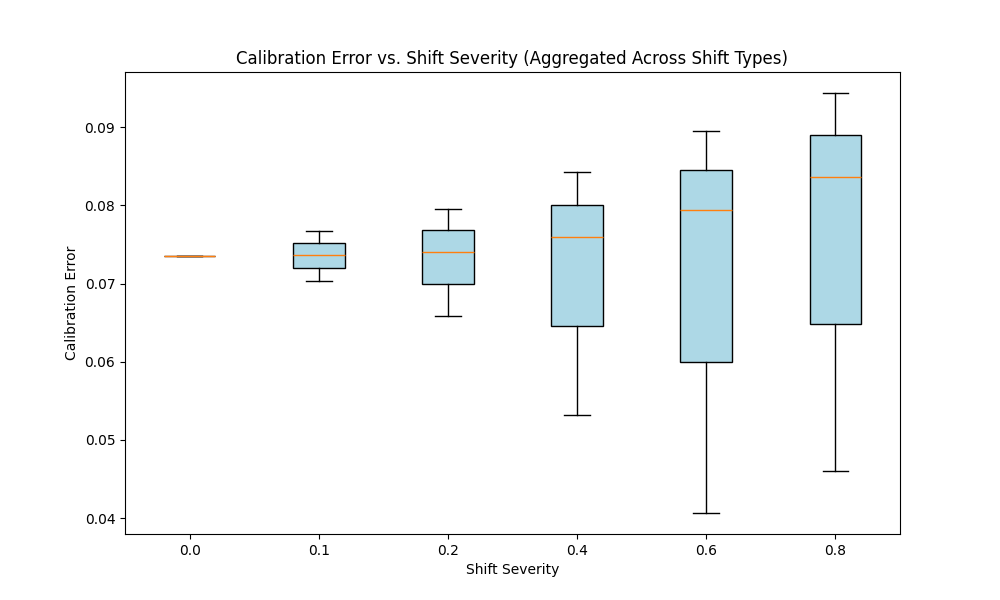 Calibration Error vs. Shift Severity (Aggregated Across Shift Types)
0.09
0.08
0.07
0.06
0.05
0.04
Calibration Error
0.0 0.1 0.2 0.4 0.6 0.8
Shift Severity